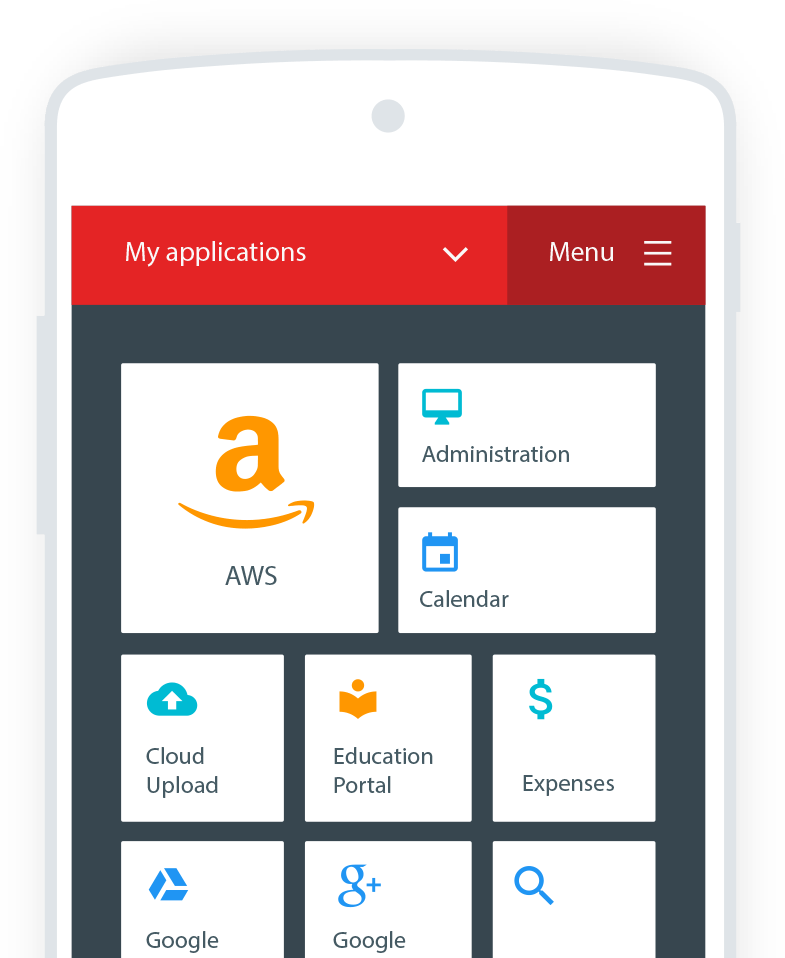 My applications
Menu
AWS
Administration
Calendar
Cloud
Upload
Education
Portal
$
Expenses
Google
g+
Google